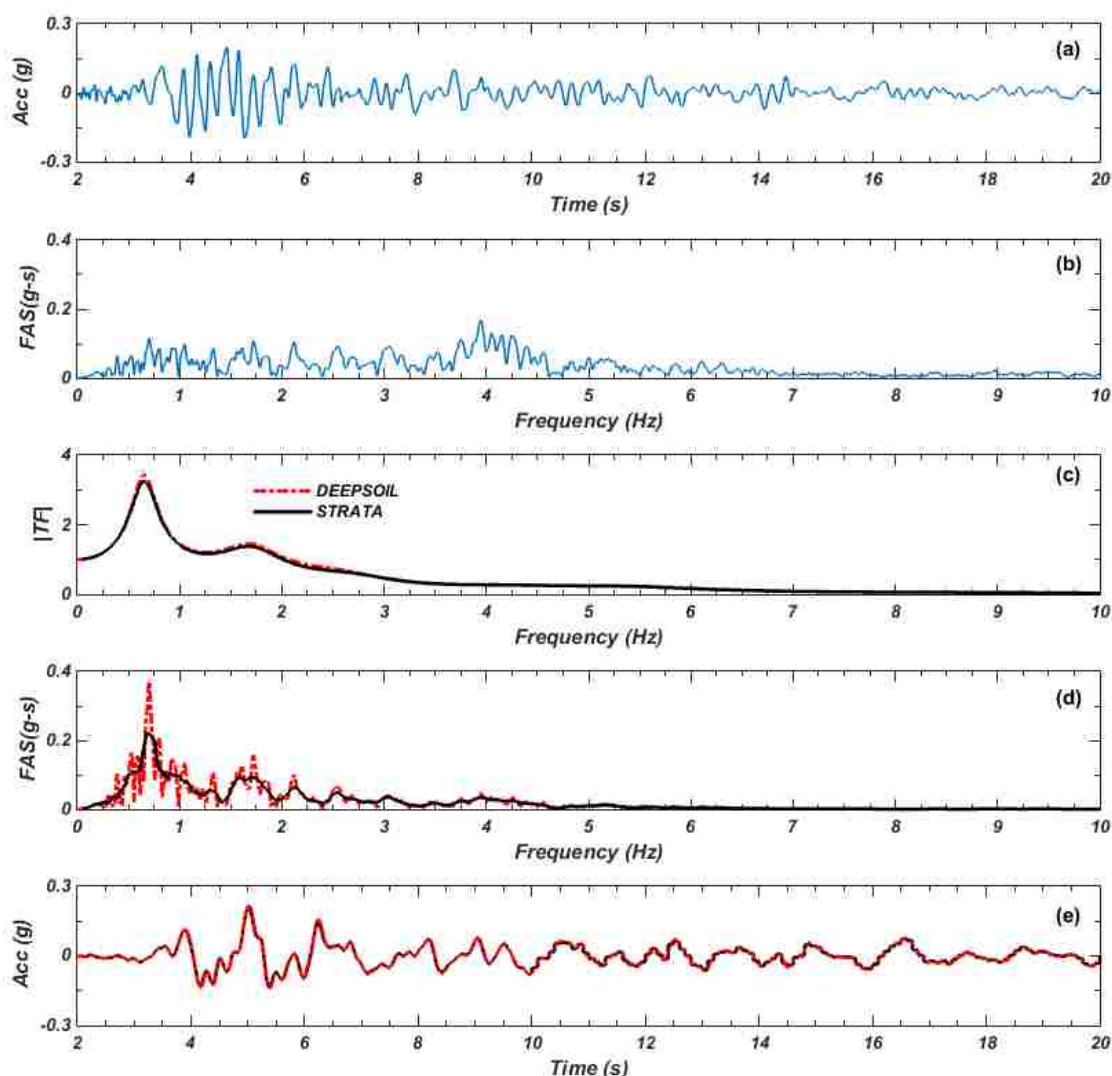 0.3
(a)
Acc (g)
0
-0.3
2 4 6 8 10 12 14 16 18 20
Time (s)
0.4
(b)
FAS(g-s)
0.2
0
0 1 2 3 4 5 6 7 8 9 10
Frequency (Hz)
4
(c)
DEEPSOIL
|TF|
2
STRATA
0
0 1 2 3 4 5 6 7 8 9 10
Frequency (Hz)
0.4
(d)
FAS(g-s)
0.2
0
0 1 2 3 4 5 6 7 8 9 10
Frequency (Hz)
0.3
(e)
Acc (g)
0
-0.3
2 4 6 8 10 12 14 16 18 20
Time (s)